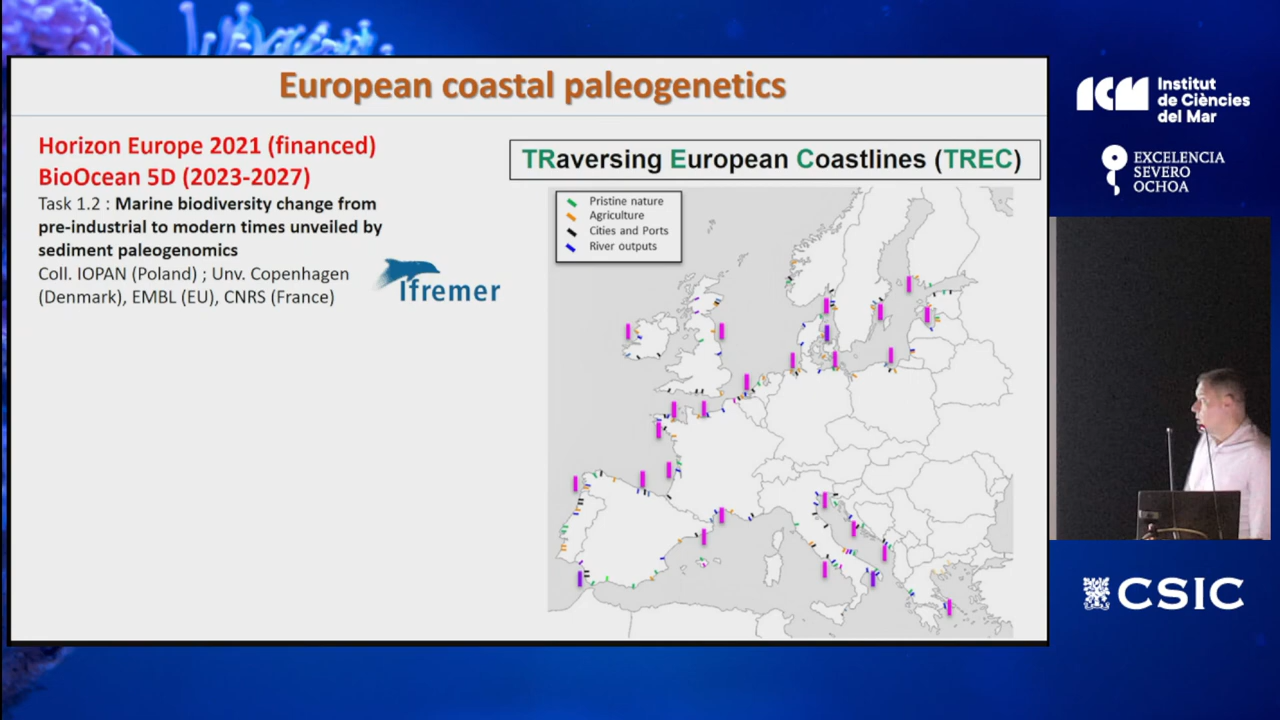 European coastal paleogenetics
Horizon Europe 2021 (financed)
BioOcean 5D (2023-2027)
Task 1.2 : Marine biodiversity change from
pre-industrial to modern times unveiled by
sediment paleogenomics
Coll. IOPAN (Poland) ; Unv. Copenhagen
(Denmark), EMBL (EU), CNRS (France)
Ifremer
TRaversing European Coastlines (TREC)
Pristine nature
Agriculture
Cities and Ports
River outputs
ICM
Institut
de Ciències
del Mar
EXCELENCIA
SEVERO
OCHOA
CSIC